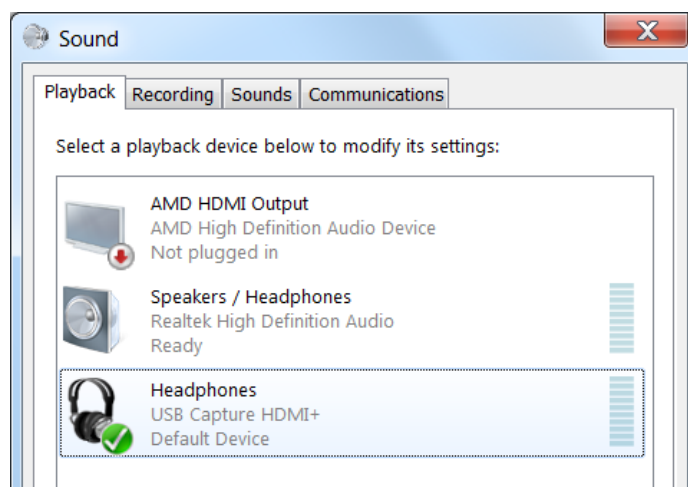 Sound
Playback Recording Sounds Communications
Select a playback device below to modify its settings:
AMD HDMI Output
AMD High Definition Audio Device
Not plugged in
Speakers / Headphones
Realtek High Definition Audio
Ready
Headphones
USB Capture HDMI+
Default Device